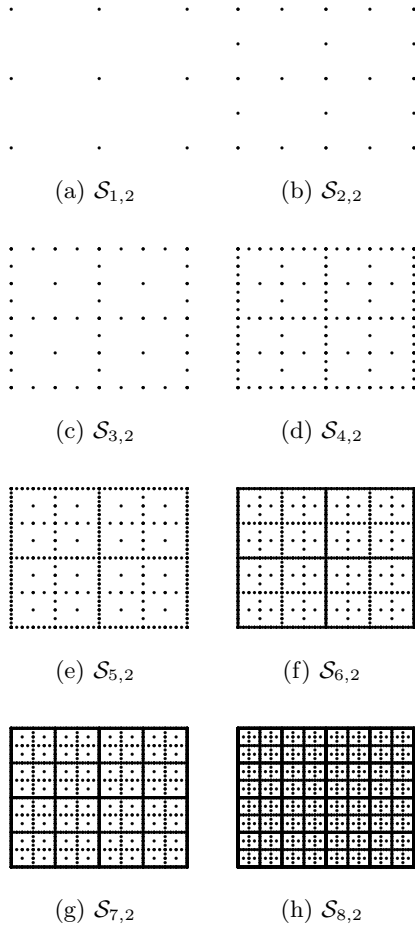 (a) 𝒮₁,₂
(b) 𝒮₂,₂
(c) 𝒮₃,₂
(d) 𝒮₄,₂
(e) 𝒮₅,₂
(f) 𝒮₆,₂
(g) 𝒮₇,₂
(h) 𝒮₈,₂